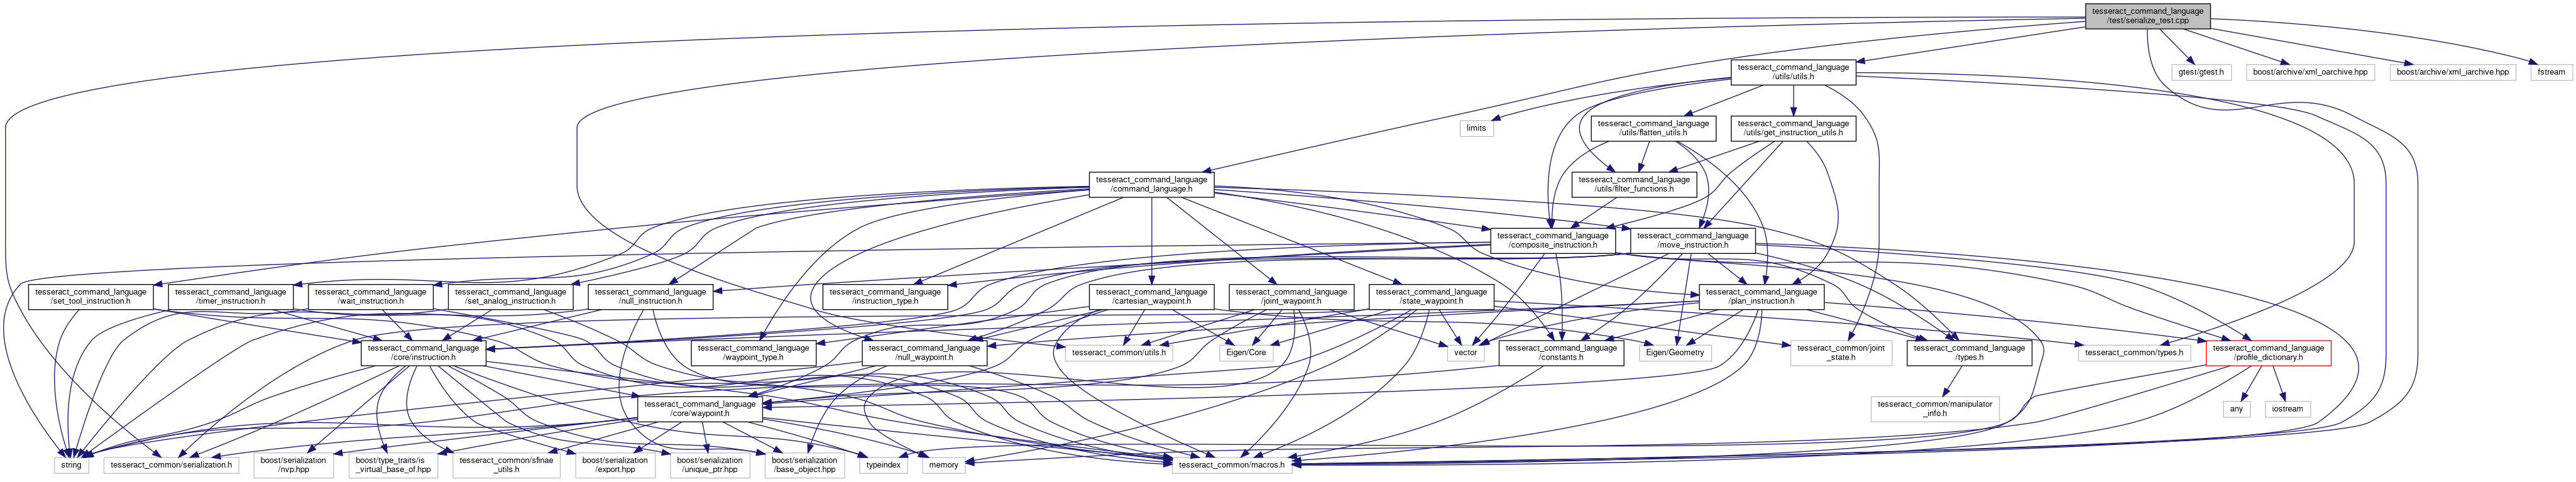 tesseract_command_language
/test/serialize_test.cpp
tesseract_command_language
/utils/utils.h
gtest/gtest.h
boost/archive/xml_oarchive.hpp
boost/archive/xml_iarchive.hpp
fstream
limits
tesseract_command_language
/utils/flatten_utils.h
tesseract_command_language
/utils/get_instruction_utils.h
tesseract_command_language
/command_language.h
tesseract_command_language
/utils/filter_functions.h
tesseract_command_language
/composite_instruction.h
tesseract_command_language
/move_instruction.h
tesseract_command_language
/set_tool_instruction.h
tesseract_command_language
/timer_instruction.h
tesseract_command_language
/wait_instruction.h
tesseract_command_language
/set_analog_instruction.h
tesseract_command_language
/null_instruction.h
tesseract_command_language
/instruction_type.h
tesseract_command_language
/cartesian_waypoint.h
tesseract_command_language
/joint_waypoint.h
tesseract_command_language
/state_waypoint.h
tesseract_command_language
/plan_instruction.h
tesseract_command_language
/core/instruction.h
tesseract_command_language
/waypoint_type.h
tesseract_command_language
/null_waypoint.h
tesseract_common/utils.h
Eigen/Core
vector
tesseract_command_language
/constants.h
Eigen/Geometry
tesseract_common/joint
_state.h
tesseract_command_language
/types.h
tesseract_common/types.h
tesseract_command_language
/profile_dictionary.h
tesseract_command_language
/core/waypoint.h
tesseract_common/manipulator
_info.h
any
iostream
string
tesseract_common/serialization.h
boost/serialization
/nvp.hpp
boost/type_traits/is
_virtual_base_of.hpp
tesseract_common/sfinae
_utils.h
boost/serialization
/export.hpp
boost/serialization
/unique_ptr.hpp
boost/serialization
/base_object.hpp
typeindex
memory
tesseract_common/macros.h